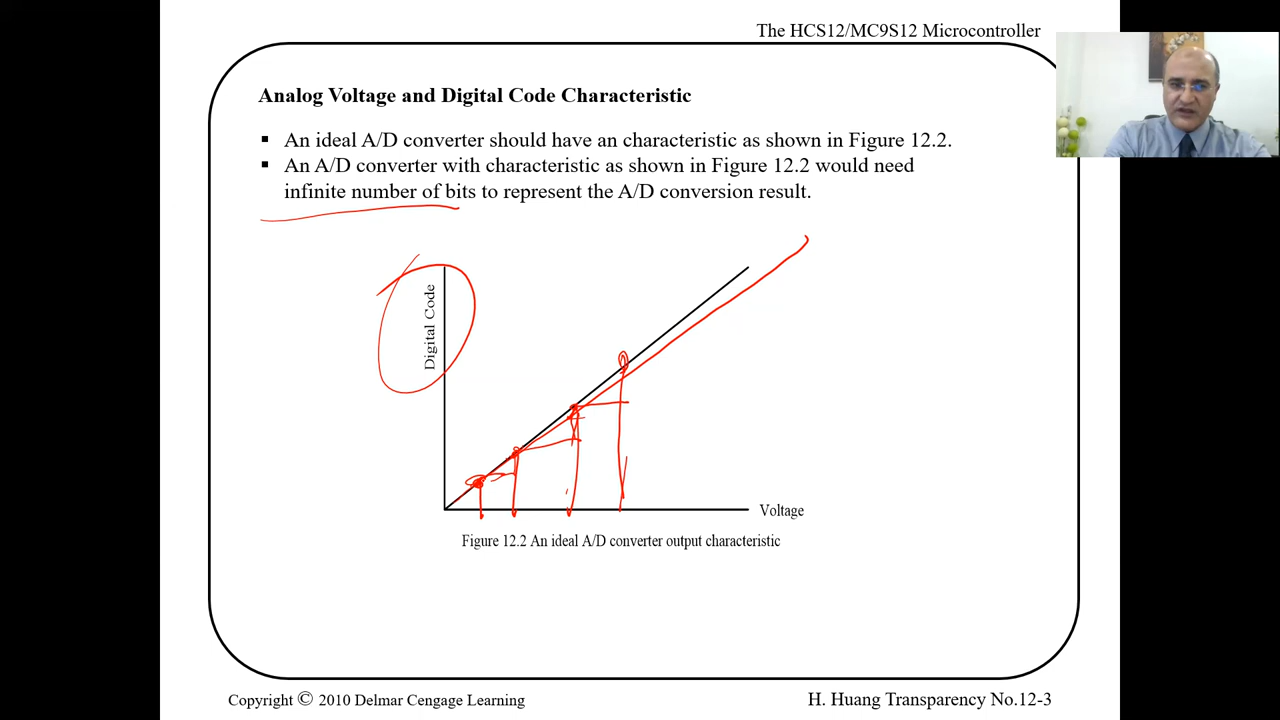 The HCS12/MC9S12 Microcontroller
Analog Voltage and Digital Code Characteristic
▪ An ideal A/D converter should have an characteristic as shown in Figure 12.2.
▪ An A/D converter with characteristic as shown in Figure 12.2 would need
infinite number of bits to represent the A/D conversion result.
Digital Code
Voltage
Figure 12.2 An ideal A/D converter output characteristic
Copyright © 2010 Delmar Cengage Learning
H. Huang Transparency No.12-3